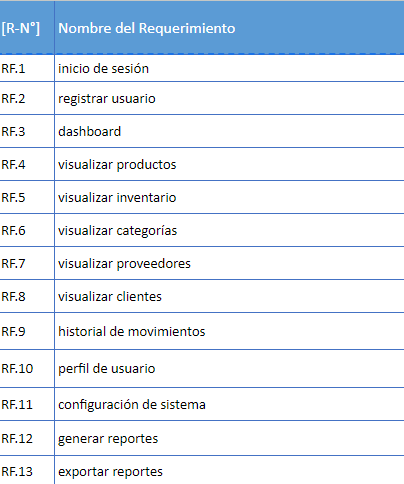 [R-N°] Nombre del Requerimiento
RF.1 inicio de sesión
RF.2 registrar usuario
RF.3 dashboard
RF.4 visualizar productos
RF.5 visualizar inventario
RF.6 visualizar categorías
RF.7 visualizar proveedores
RF.8 visualizar clientes
RF.9 historial de movimientos
RF.10 perfil de usuario
RF.11 configuración de sistema
RF.12 generar reportes
RF.13 exportar reportes